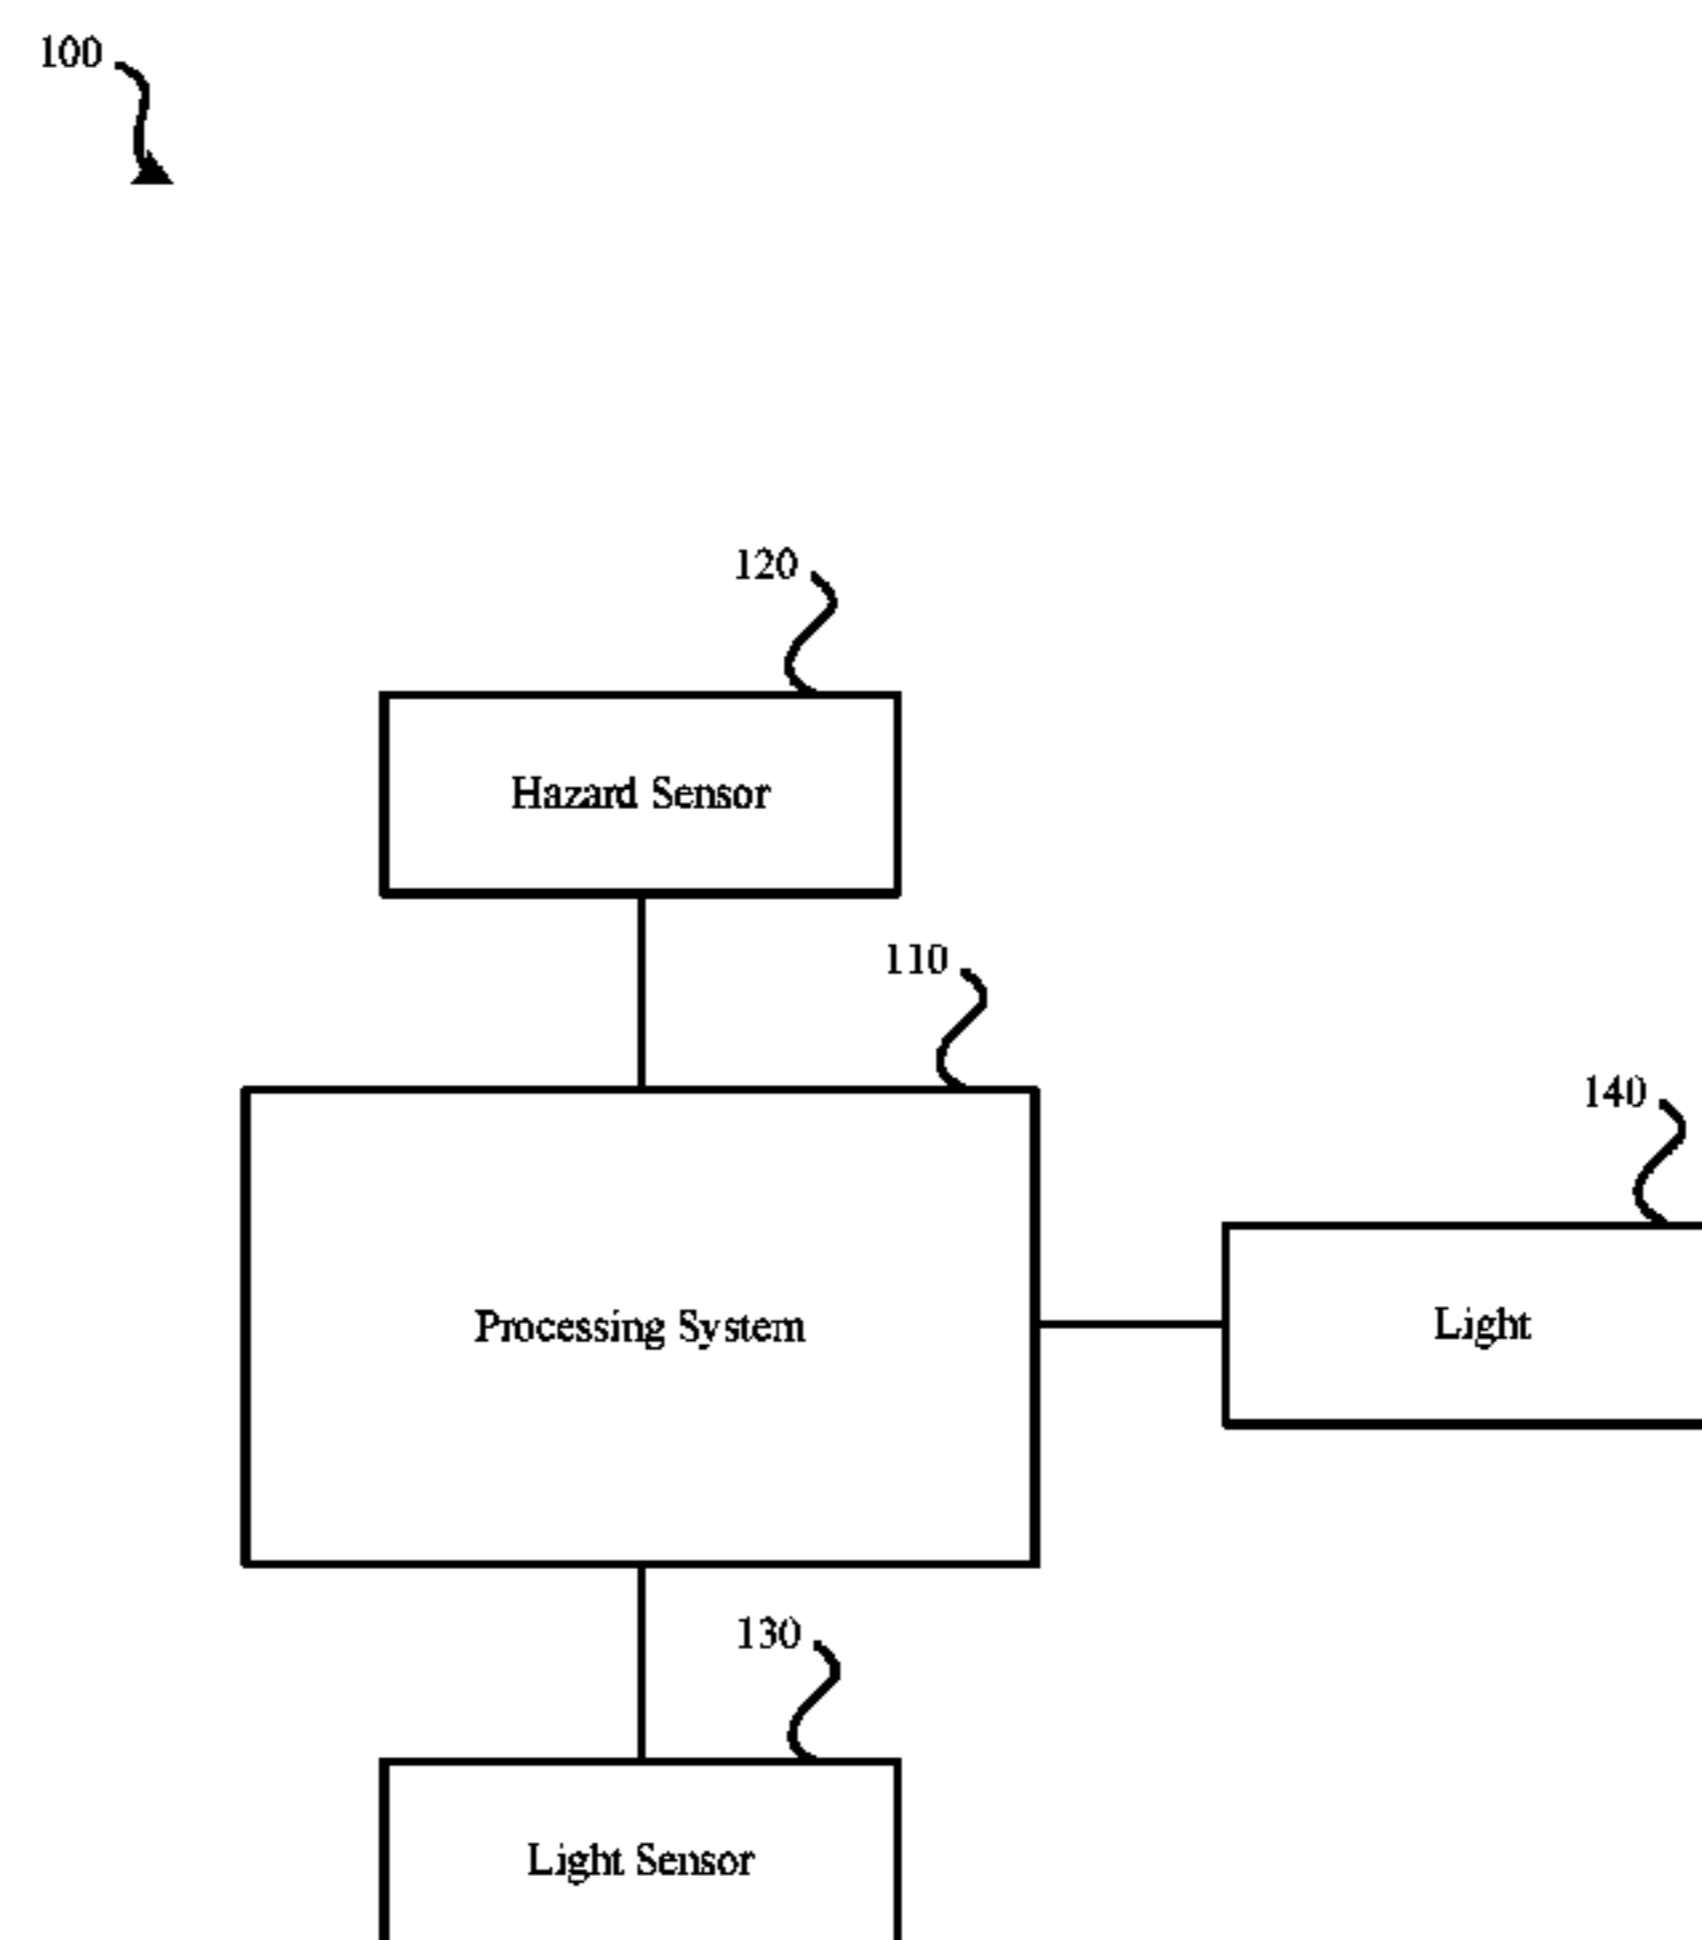 100
120
Hazard Sensor
110
140
Processing System
Light
130
Light Sensor